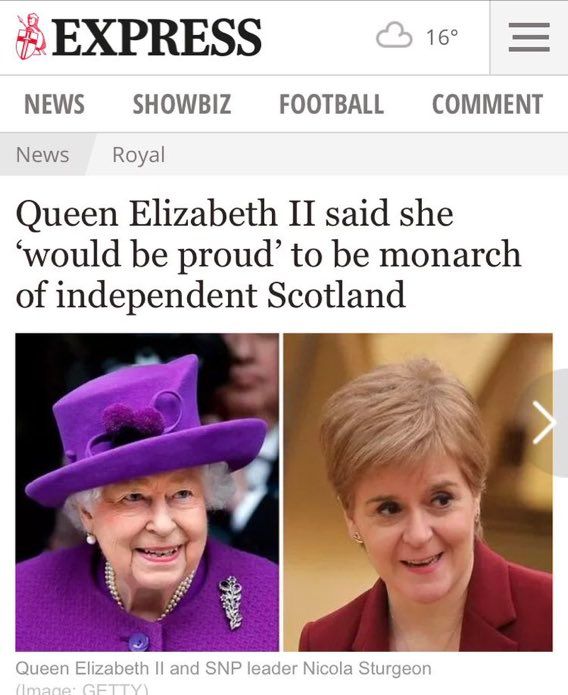 EXPRESS
16°
NEWS SHOWBIZ FOOTBALL COMMENT
News Royal
Queen Elizabeth II said she
‘would be proud’ to be monarch
of independent Scotland
Queen Elizabeth II and SNP leader Nicola Sturgeon
(Image: GETTY)